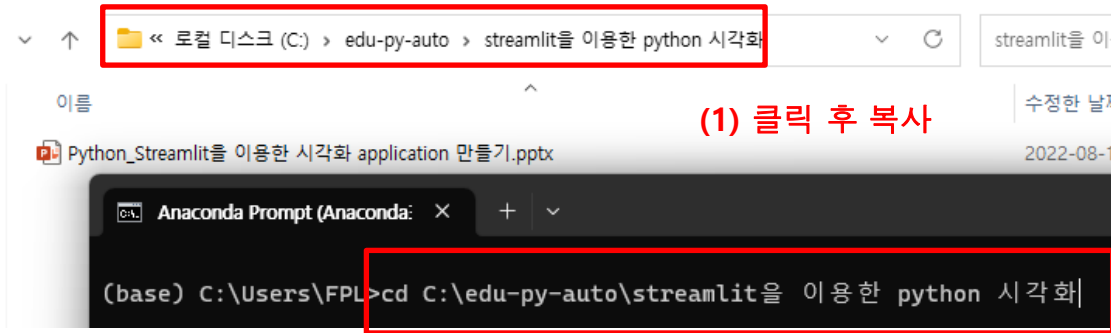 « 로컬 디스크 (C:) › edu-py-auto › streamlit을 이용한 python 시각화
streamlit을 이
이름
수정한 날
(1) 클릭 후 복사
Python_Streamlit을 이용한 시각화 application 만들기.pptx
2022-08-1
Anaconda Prompt (Anaconda:
(base) C:\Users\FPL>cd C:\edu-py-auto\streamlit을 이용한 python 시각화